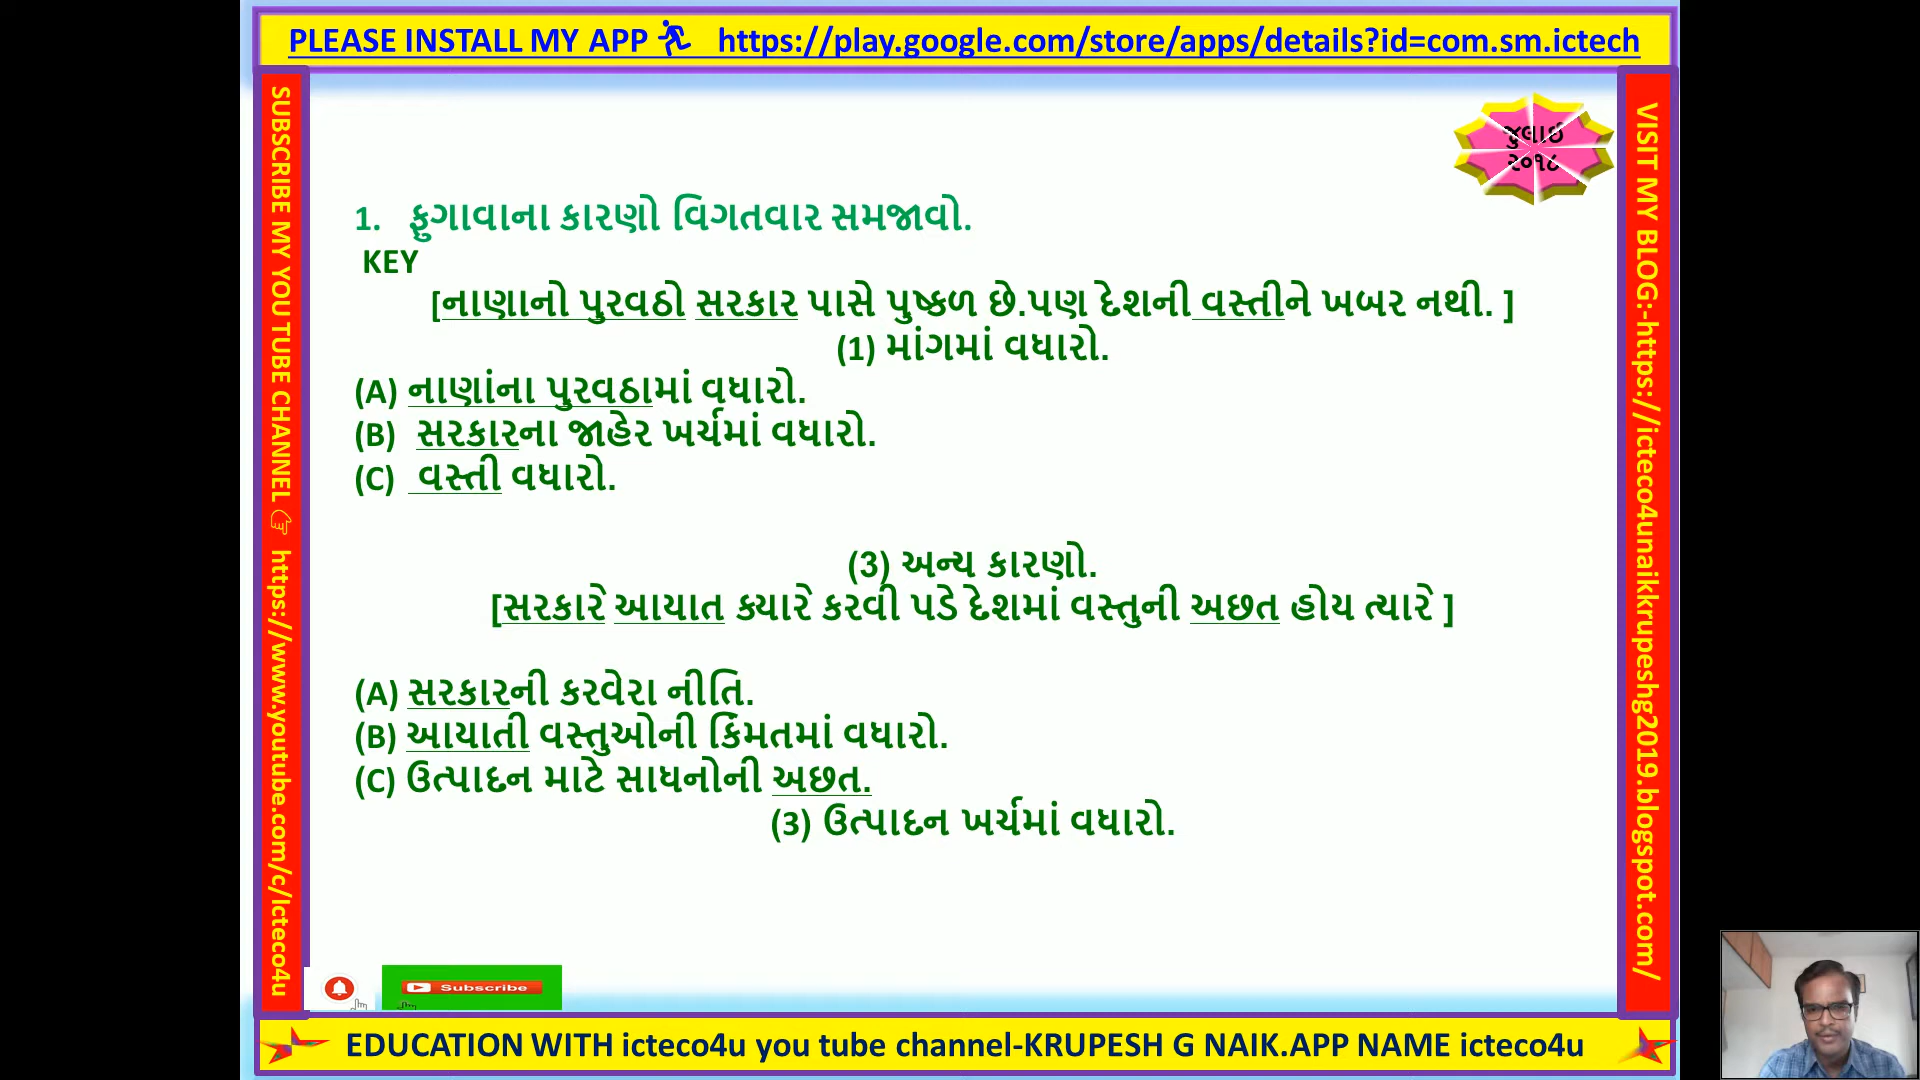 PLEASE INSTALL MY APP https://play.google.com/store/apps/details?id=com.sm.ictech
SUBSCRIBE MY YOU TUBE CHANNEL https://www.youtube.com/c/Icteco4u
VISIT MY BLOG:-https://icteco4unaikkrupeshg2019.blogspot.com/
જુલાઈ
૨૦૧૮
1. ફુગાવાના કારણો વિગતવાર સમજાવો.
KEY
[નાણાનો પુરવઠો સરકાર પાસે પુષ્કળ છે.પણ દેશની વસ્તીને ખબર નથી. ]
(1) માંગમાં વધારો.
(A) નાણાંના પુરવઠામાં વધારો.
(B) સરકારના જાહેર ખર્ચમાં વધારો.
(C) વસ્તી વધારો.
(3) અન્ય કારણો.
[સરકારે આયાત ક્યારે કરવી પડે દેશમાં વસ્તુની અછત હોય ત્યારે ]
(A) સરકારની કરવેરા નીતિ.
(B) આયાતી વસ્તુઓની કિંમતમાં વધારો.
(C) ઉત્પાદન માટે સાધનોની અછત.
(3) ઉત્પાદન ખર્ચમાં વધારો.
Subscribe
EDUCATION WITH icteco4u you tube channel-KRUPESH G NAIK.APP NAME icteco4u